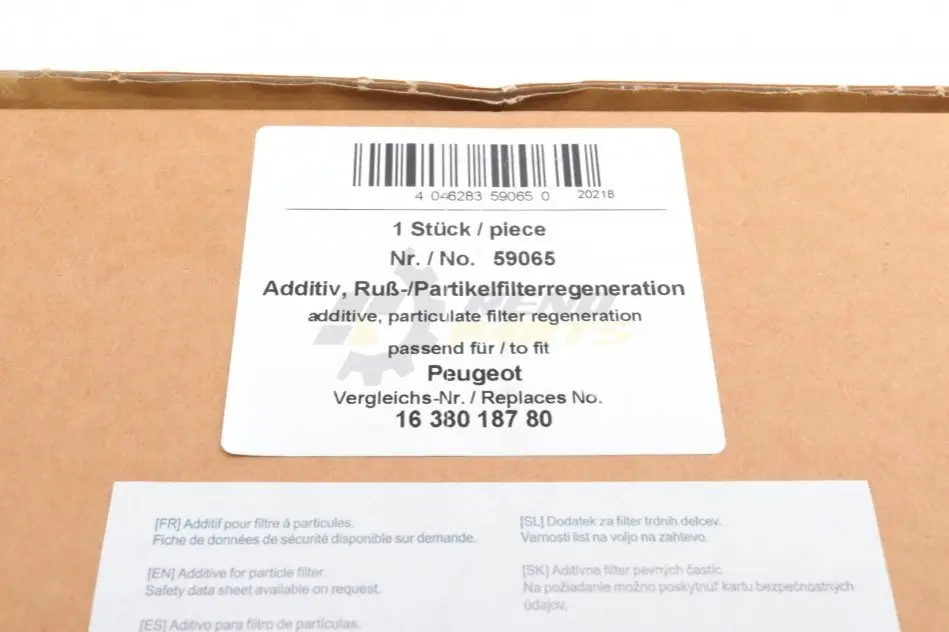 4 046283 59065 0 20218
1 Stück / piece
Nr. / No. 59065
Additiv, Ruß-/Partikelfilterregeneration
additive, particulate filter regeneration
passend für / to fit
Peugeot
Vergleichs-Nr. / Replaces No.
16 380 187 80
[FR] Additif pour filtre à particules.
Fiche de données de sécurité disponible sur demande.
[EN] Additive for particle filter.
Safety data sheet available on request.
[ES] Aditivo para filtro de partículas.
[SL] Dodatek za filter trdnih delcev.
Varnosti list na voljo na zahtevo.
[SK] Aditívne filter pevných častíc.
Na požiadanie možno poskytnúť kartu bezpečnostných
údajov.